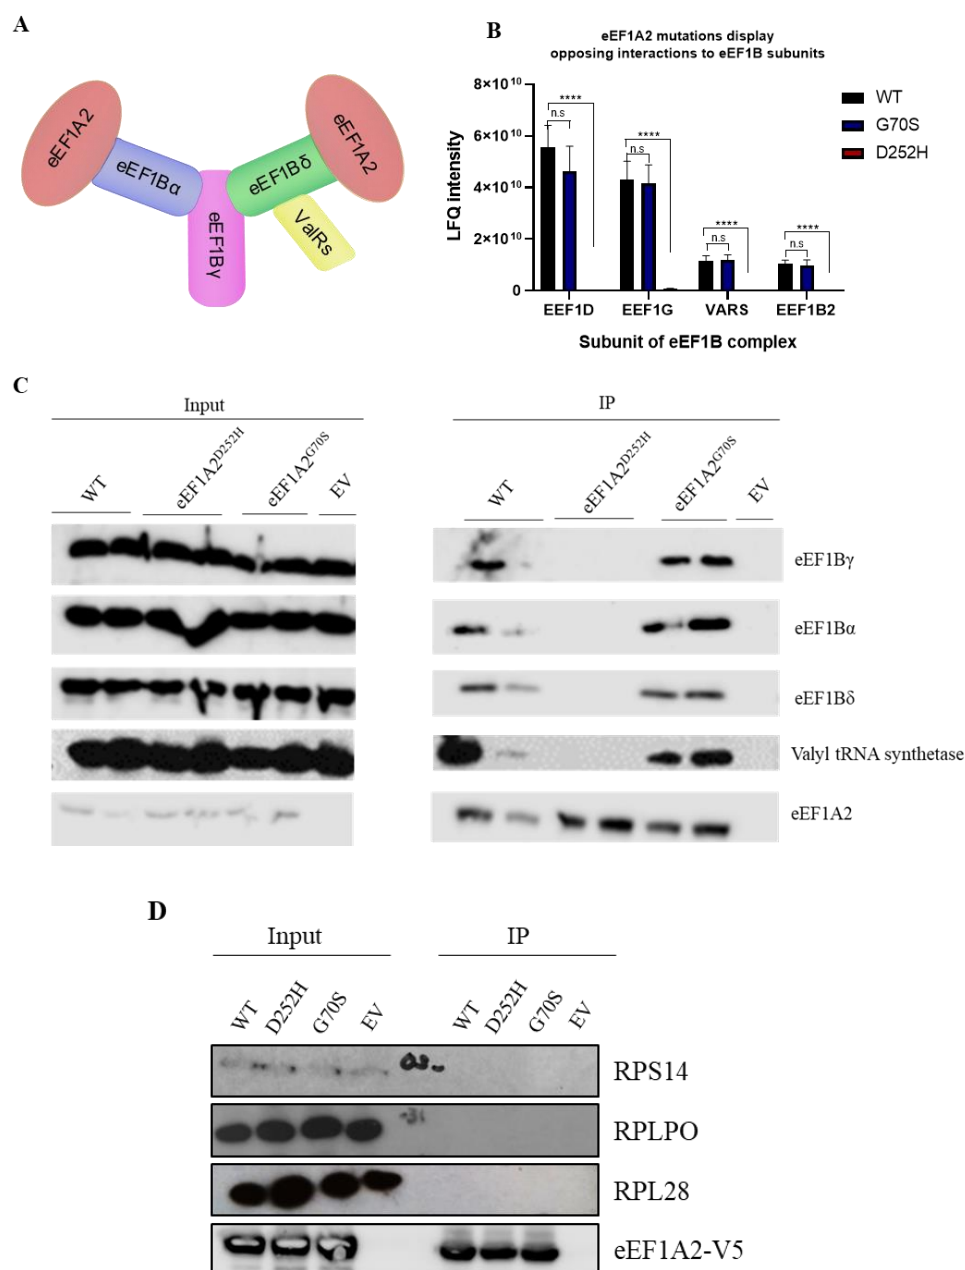 A
eEF1A2
eEF1Bα
eEF1Bγ
eEF1Bδ
eEF1A2
ValRs
B
eEF1A2 mutations display
opposing interactions to eEF1B subunits
LFQ intensity
8×10¹⁰
6×10¹⁰
4×10¹⁰
2×10¹⁰
0
****
n.s
****
n.s
****
n.s
****
n.s
EEF1D EEF1G VARS EEF1B2
Subunit of eEF1B complex
WT
G70S
D252H
C
Input
WT eEF1A2D252H eEF1A2G70S EV
IP
WT eEF1A2D252H eEF1A2G70S EV
eEF1Bγ
eEF1Bα
eEF1Bδ
Valyl tRNA synthetase
eEF1A2
D
Input IP
WT D252H G70S EV WT D252H G70S EV
RPS14
RPLPO
-31
RPL28
eEF1A2-V5